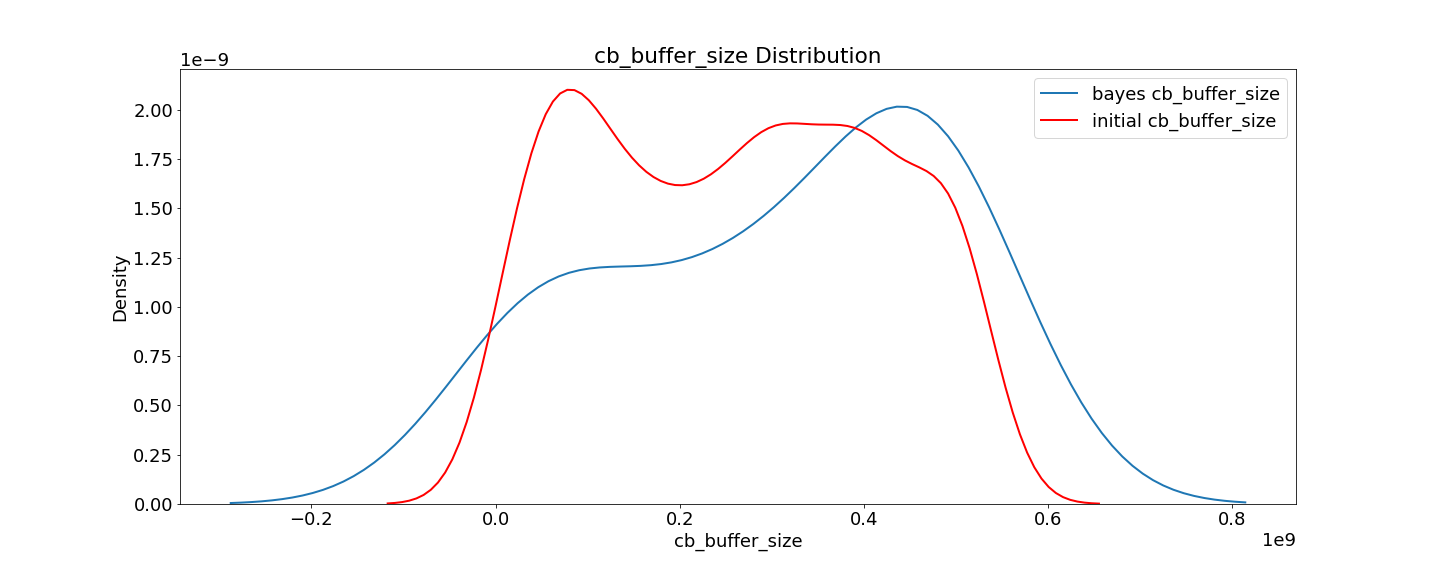 cb_buffer_size Distribution
1e−9
bayes cb_buffer_size
initial cb_buffer_size
2.00
1.75
1.50
1.25
1.00
0.75
0.50
0.25
0.00
Density
−0.2
0.0
0.2
0.4
0.6
0.8
cb_buffer_size
1e9